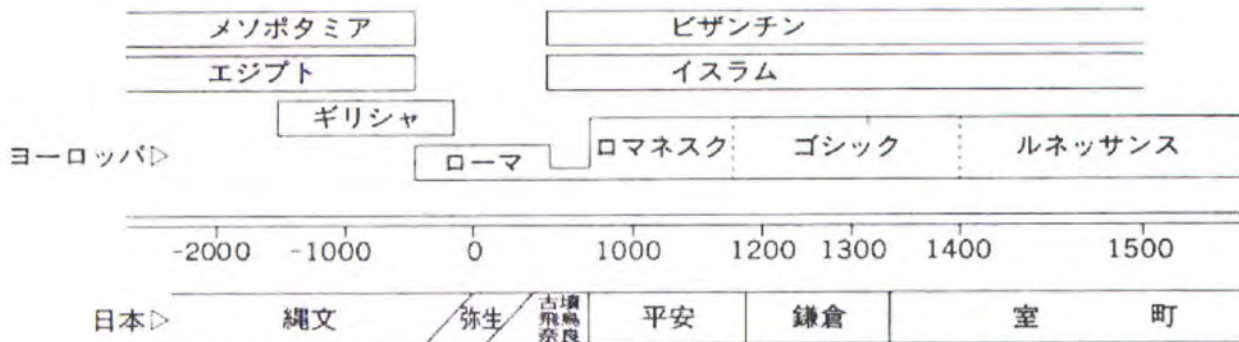 メソポタミア ビザンチン
エジプト イスラム
ギリシャ
ヨーロッパ▷ ローマ ロマネスク ゴシック ルネッサンス
-2000 -1000 0 1000 1200 1300 1400 1500
日本▷ 縄文 弥生 古墳 飛鳥 奈良 平安 鎌倉 室町